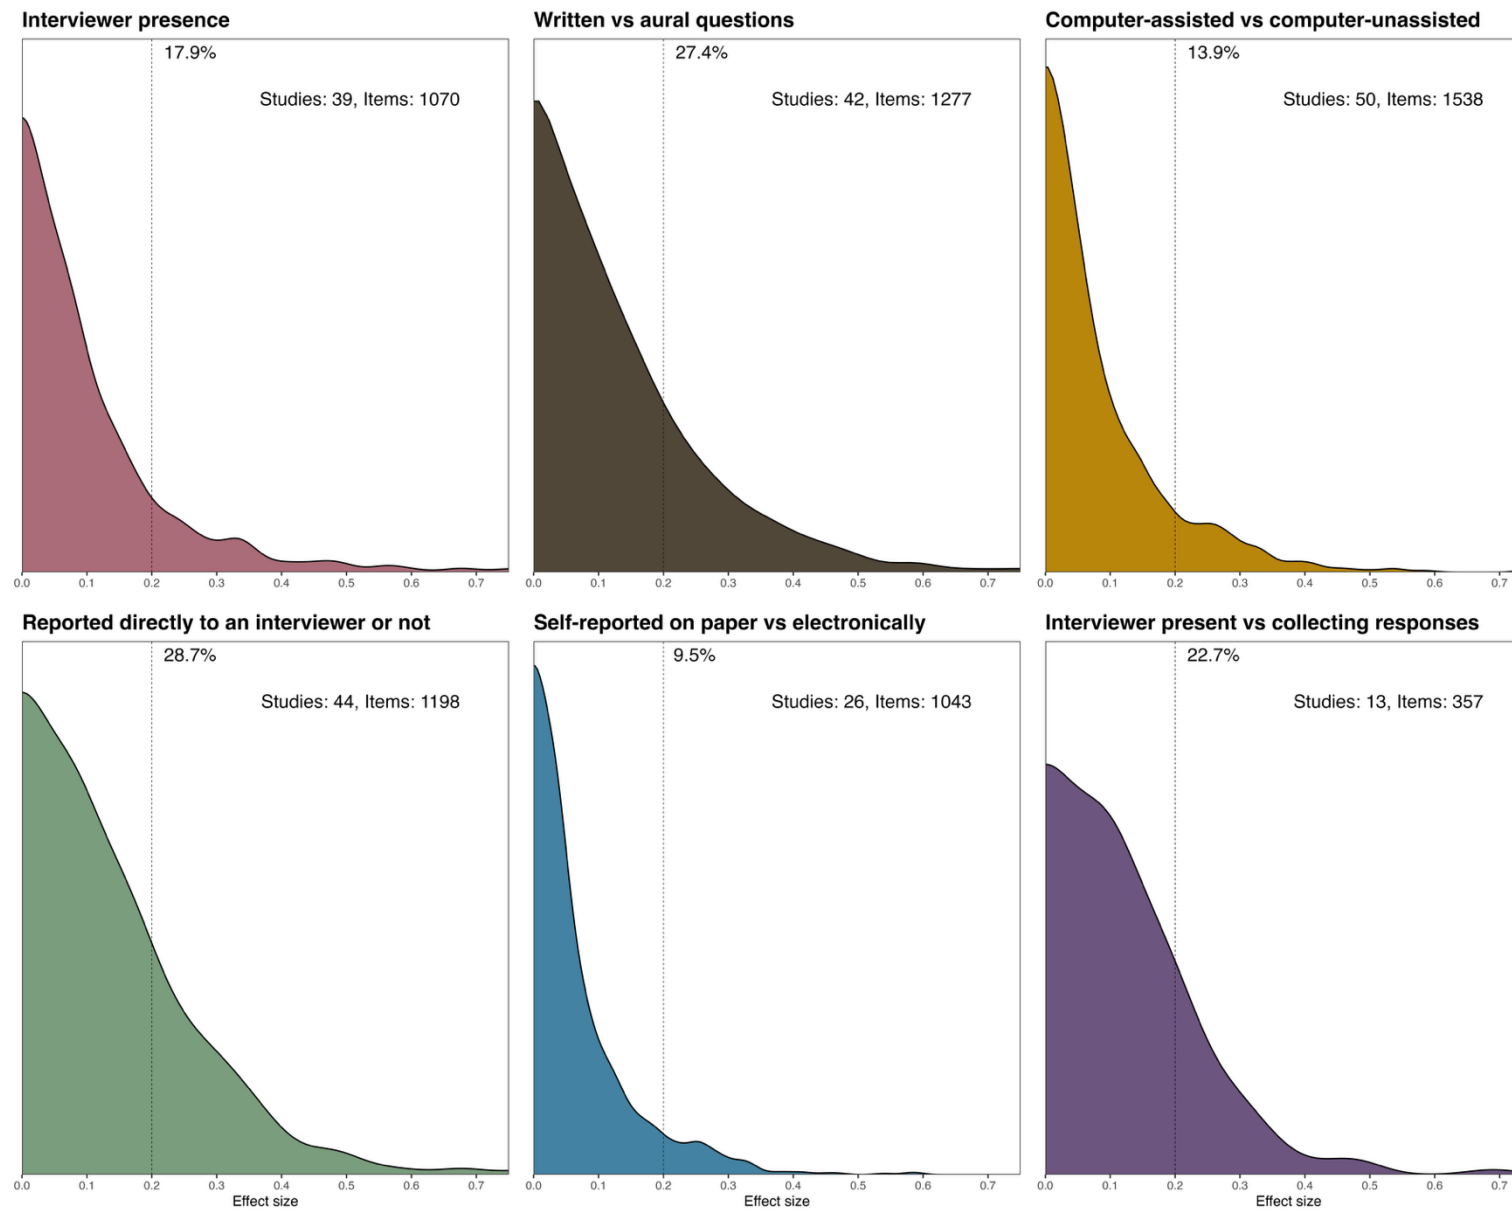 Interviewer presence
17.9%
Studies: 39, Items: 1070
0.0 0.1 0.2 0.3 0.4 0.5 0.6 0.7
Written vs aural questions
27.4%
Studies: 42, Items: 1277
0.0 0.1 0.2 0.3 0.4 0.5 0.6 0.7
Computer-assisted vs computer-unassisted
13.9%
Studies: 50, Items: 1538
0.0 0.1 0.2 0.3 0.4 0.5 0.6 0.7
Reported directly to an interviewer or not
28.7%
Studies: 44, Items: 1198
0.0 0.1 0.2 0.3 0.4 0.5 0.6 0.7
Effect size
Self-reported on paper vs electronically
9.5%
Studies: 26, Items: 1043
0.0 0.1 0.2 0.3 0.4 0.5 0.6 0.7
Effect size
Interviewer present vs collecting responses
22.7%
Studies: 13, Items: 357
0.0 0.1 0.2 0.3 0.4 0.5 0.6 0.7
Effect size